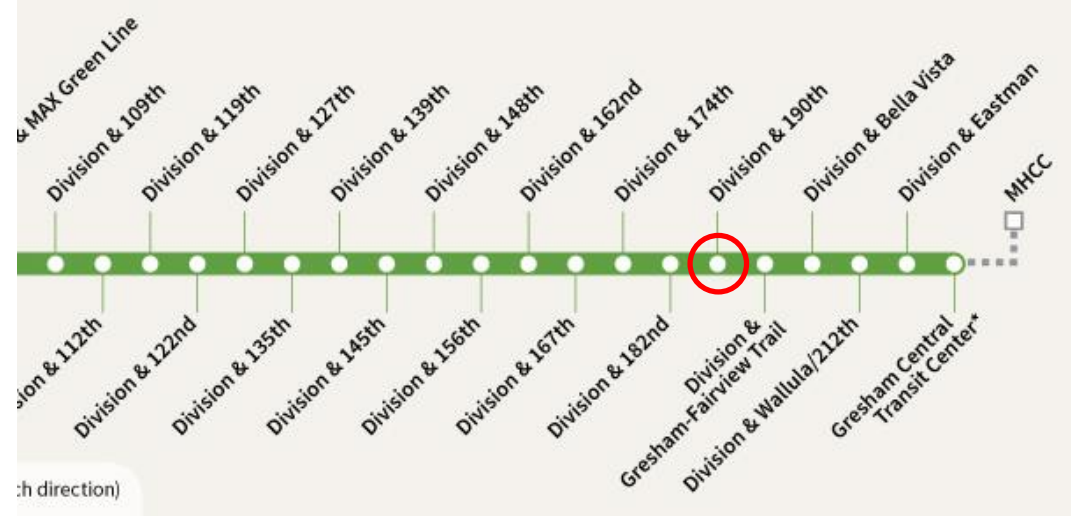 & MAX Green Line
Division & 109th
Division & 119th
Division & 127th
Division & 139th
Division & 148th
Division & 162nd
Division & 174th
Division & 190th
Division & Bella Vista
Division & Eastman
MHCC
sion & 112th
Division & 122nd
Division & 135th
Division & 145th
Division & 156th
Division & 167th
Division & 182nd
Division &
Gresham-Fairview Trail
Division & Wallula/212th
Gresham Central
Transit Center*
ch direction)